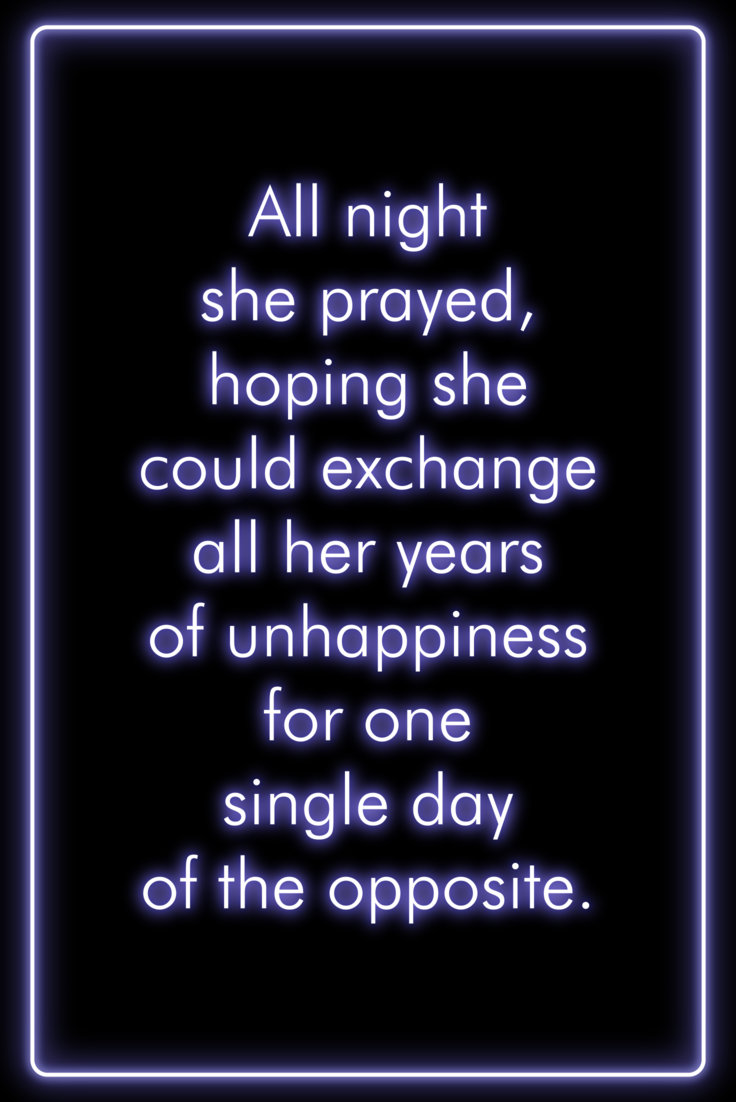 All night
she prayed,
hoping she
could exchange
all her years
of unhappiness
for one
single day
of the opposite.